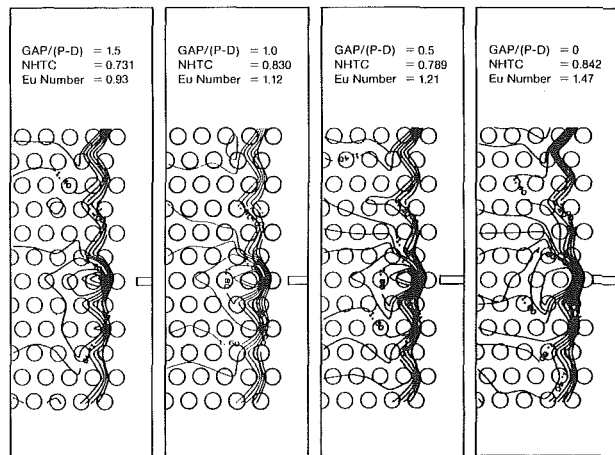 GAP/(P-D) = 1.5
NHTC = 0.731
Eu Number = 0.93
GAP/(P-D) = 1.0
NHTC = 0.830
Eu Number = 1.12
GAP/(P-D) = 0.5
NHTC = 0.789
Eu Number = 1.21
GAP/(P-D) = 0
NHTC = 0.842
Eu Number = 1.47